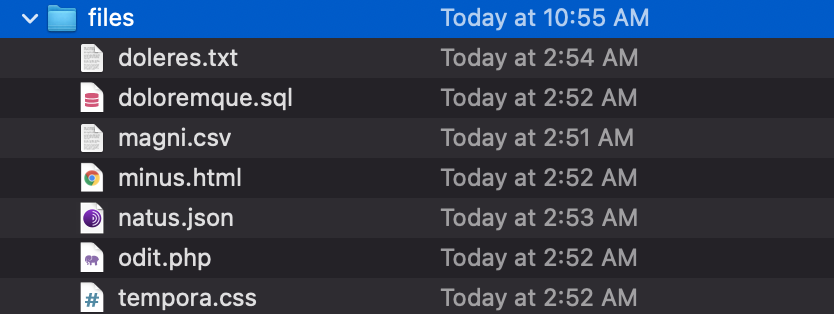 files Today at 10:55 AM
doleres.txt Today at 2:54 AM
doloremque.sql Today at 2:52 AM
magni.csv Today at 2:51 AM
minus.html Today at 2:52 AM
natus.json Today at 2:53 AM
odit.php Today at 2:52 AM
# tempora.css Today at 2:52 AM